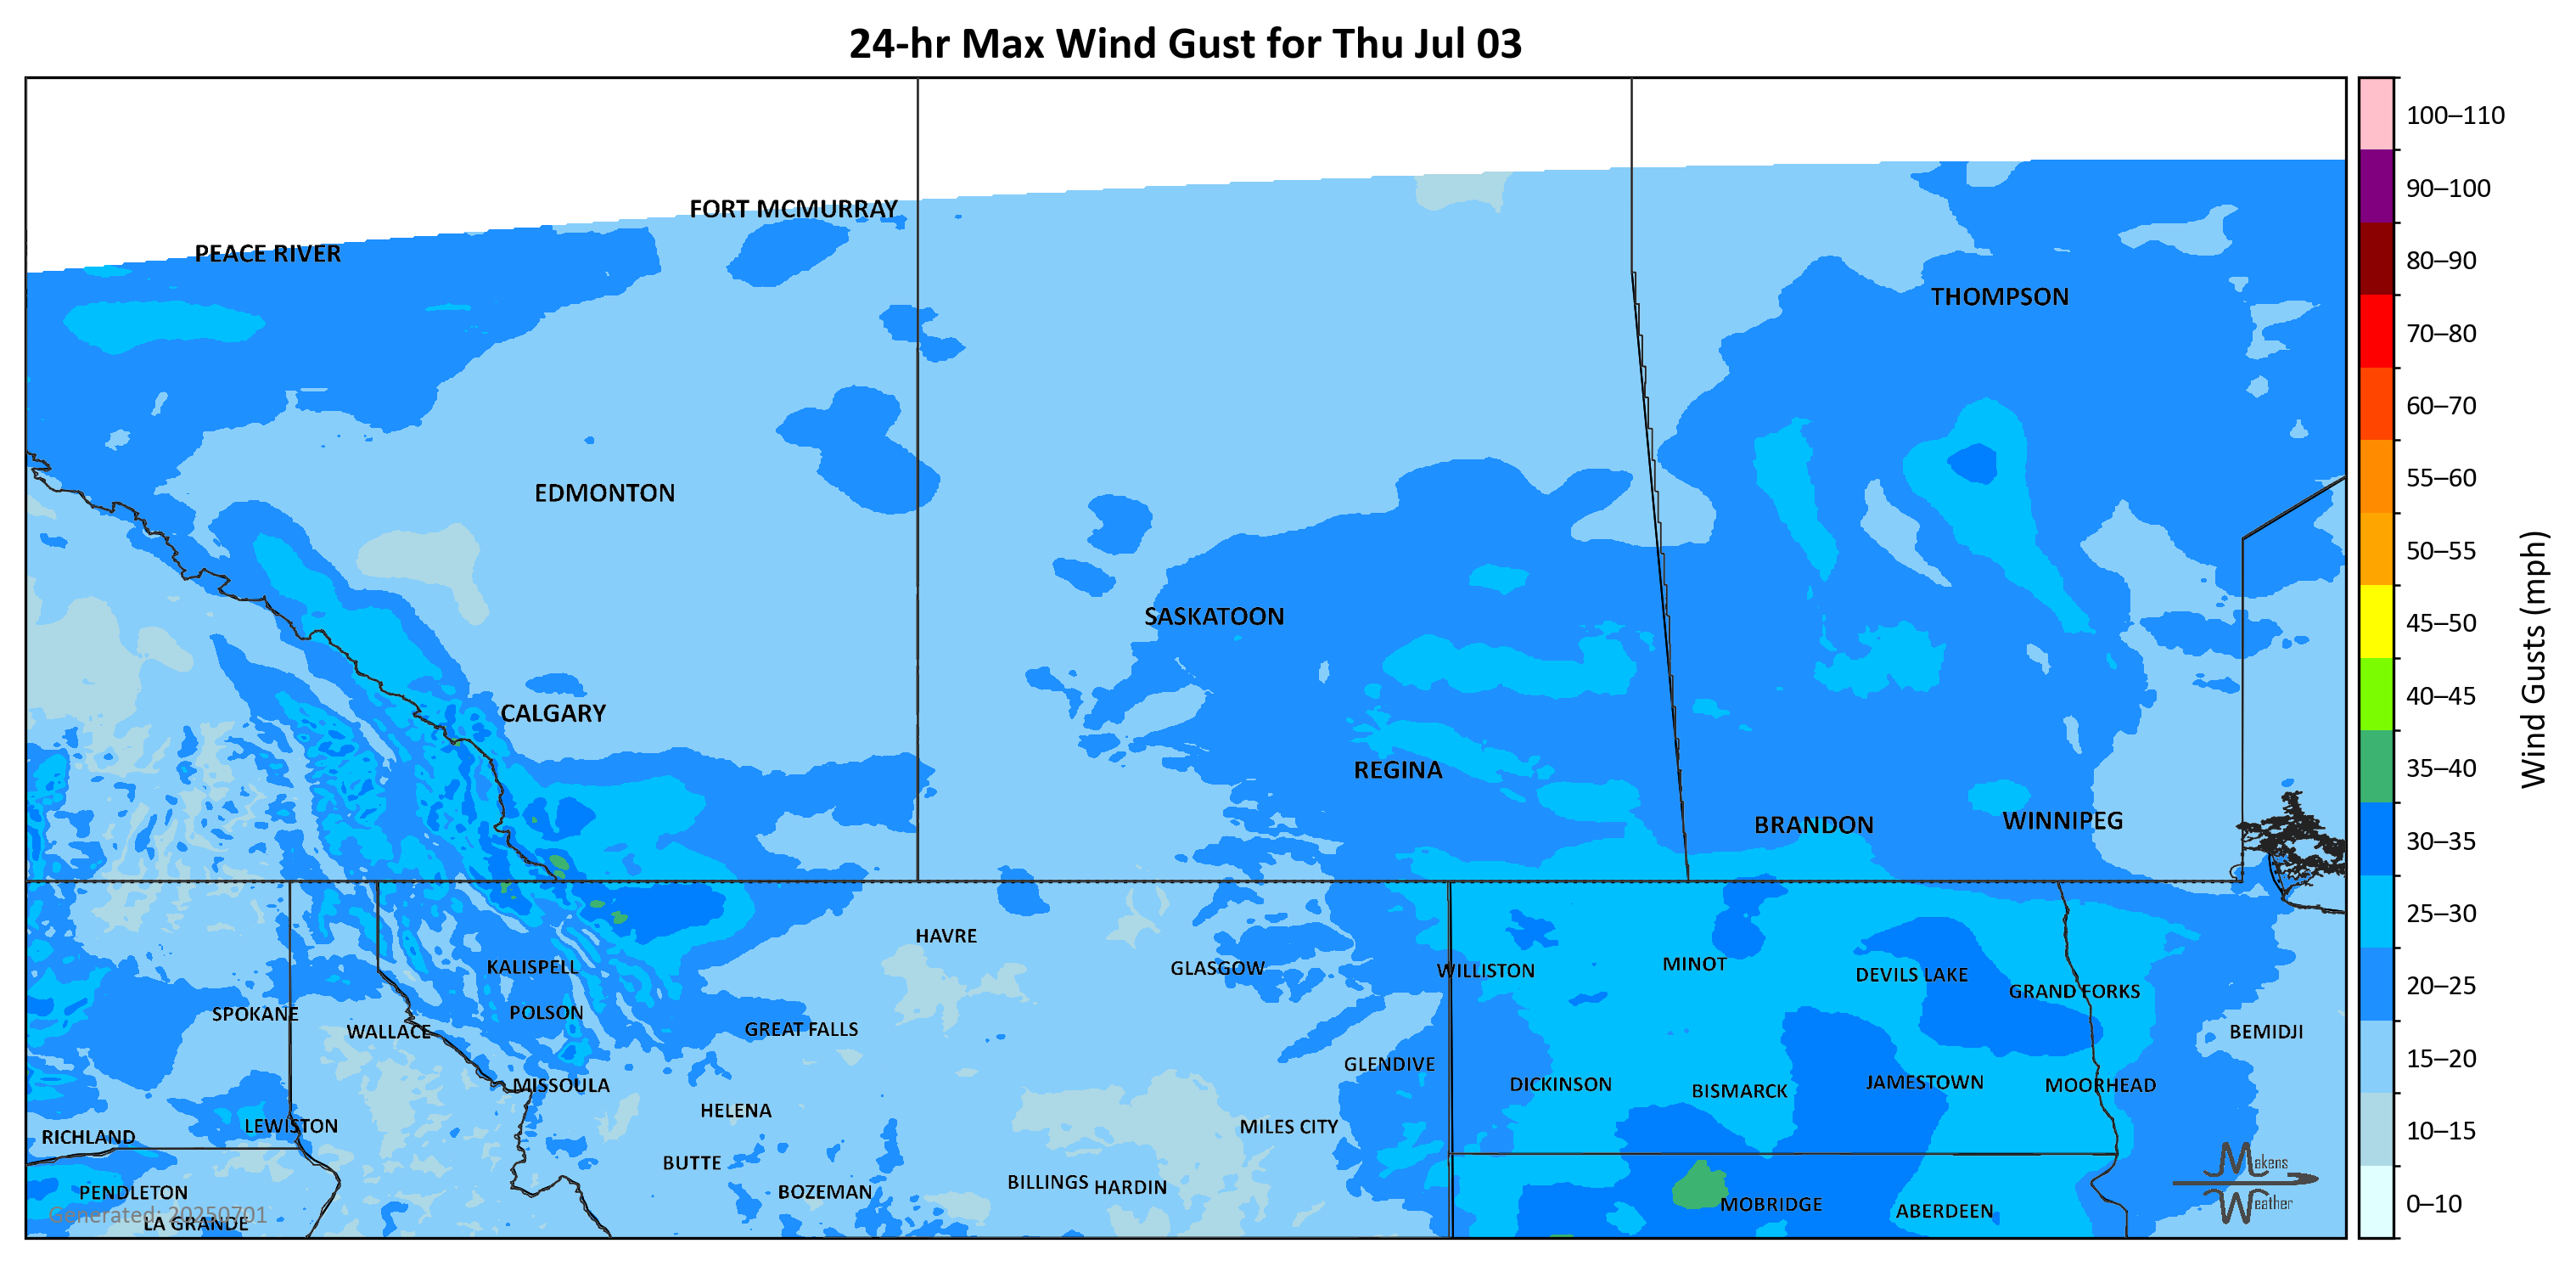 24-hr Max Wind Gust for Thu Jul 03
100–110
FORT MCMURRAY
90–100
PEACE RIVER
80–90
THOMPSON
70–80
60–70
EDMONTON
55–60
50–55
SASKATOON
45–50
Wind Gusts (mph)
CALGARY
40–45
REGINA
35–40
BRANDON
WINNIPEG
30–35
25–30
HAVRE
KALISPELL
GLASGOW
WILLISTON
MINOT
DEVILS LAKE
20–25
GRAND FORKS
SPOKANE
POLSON
WALLACE
GREAT FALLS
BEMIDJI
15–20
GLENDIVE
MISSOULA
DICKINSON
BISMARCK
JAMESTOWN
MOORHEAD
HELENA
LEWISTON
MILES CITY
10–15
RICHLAND
BUTTE
Makens
Weather
PENDLETON
BOZEMAN
BILLINGS
HARDIN
MOBRIDGE
ABERDEEN
0–10
Generated: 20250701
LA GRANDE